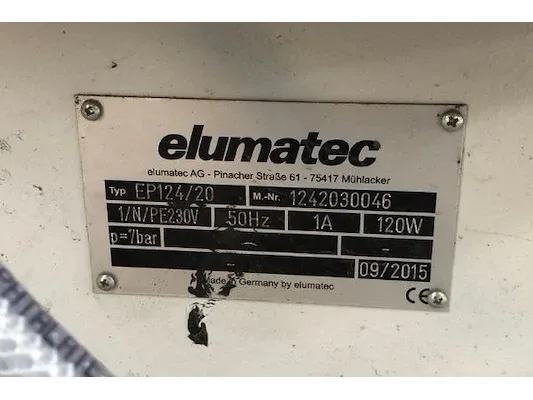 elumatec
elumatec AG - Pinacher Straße 61 - 75417 Mühlacker
Typ EP124/20 M.-Nr. 1242030046
1/N/PE230V 50Hz 1A 120W
p=7bar - -
- 09/2015
Made in Germany by elumatec
CE